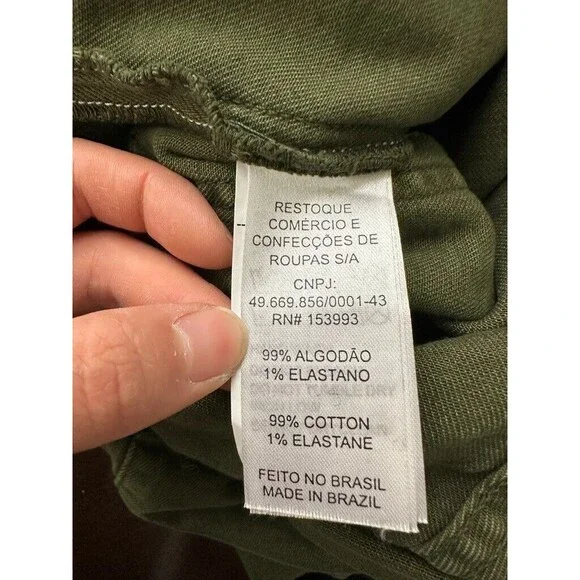 RESTOQUE
COMÉRCIO E
CONFECÇÕES DE
ROUPAS S/A
CNPJ:
49.669.856/0001-43
RN# 153993
99% ALGODÃO
1% ELASTANO
99% COTTON
1% ELASTANE
FEITO NO BRASIL
MADE IN BRAZIL